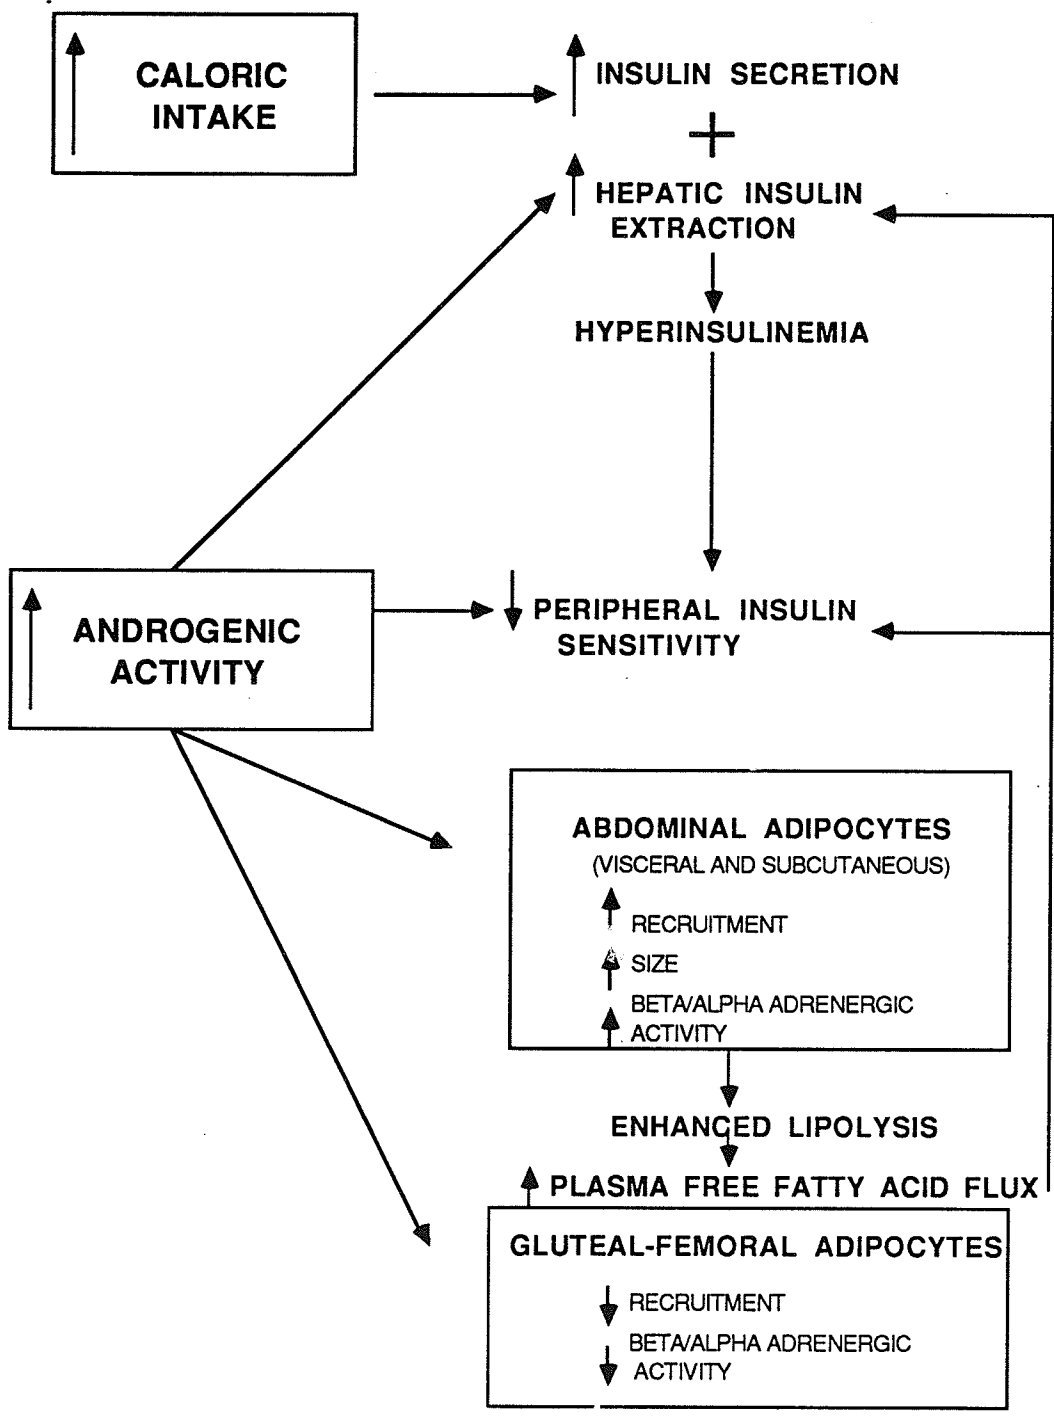 CALORIC
INTAKE
INSULIN SECRETION
+
HEPATIC INSULIN
EXTRACTION
HYPERINSULINEMIA
ANDROGENIC
ACTIVITY
PERIPHERAL INSULIN
SENSITIVITY
ABDOMINAL ADIPOCYTES
(VISCERAL AND SUBCUTANEOUS)
RECRUITMENT
SIZE
BETA/ALPHA ADRENERGIC
ACTIVITY
ENHANCED LIPOLYSIS
PLASMA FREE FATTY ACID FLUX
GLUTEAL-FEMORAL ADIPOCYTES
RECRUITMENT
BETA/ALPHA ADRENERGIC
ACTIVITY